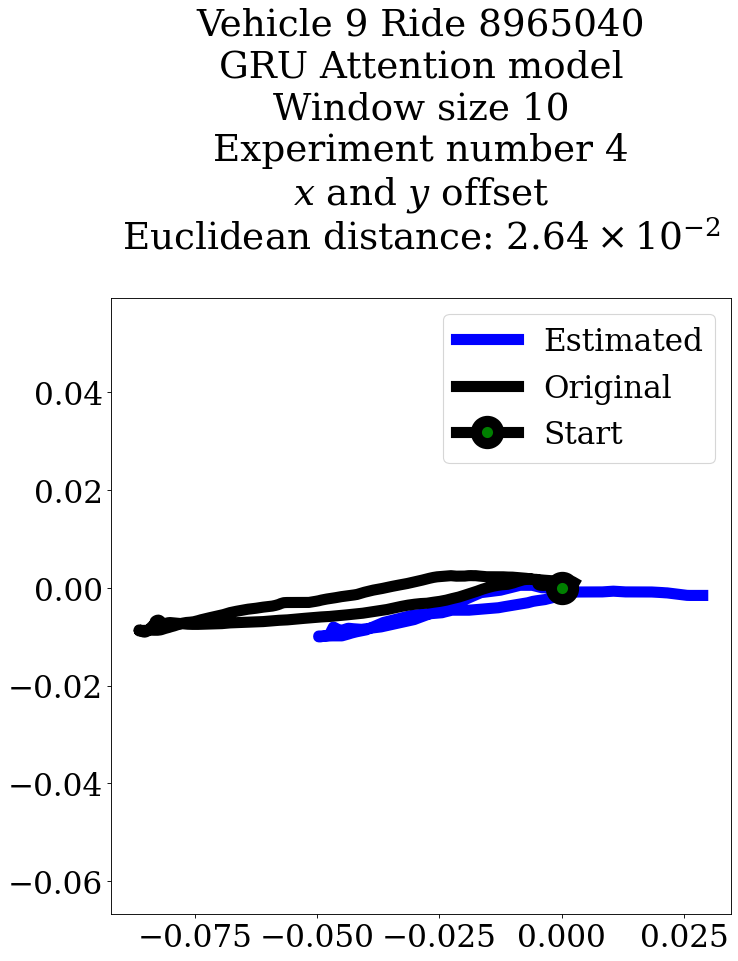 Vehicle 9 Ride 8965040
GRU Attention model
Window size 10
Experiment number 4
x and y offset
Euclidean distance: 2.64 × 10⁻²
Estimated
Original
Start
0.04
0.02
0.00
−0.02
−0.04
−0.06
−0.075 −0.050 −0.025 0.000 0.025